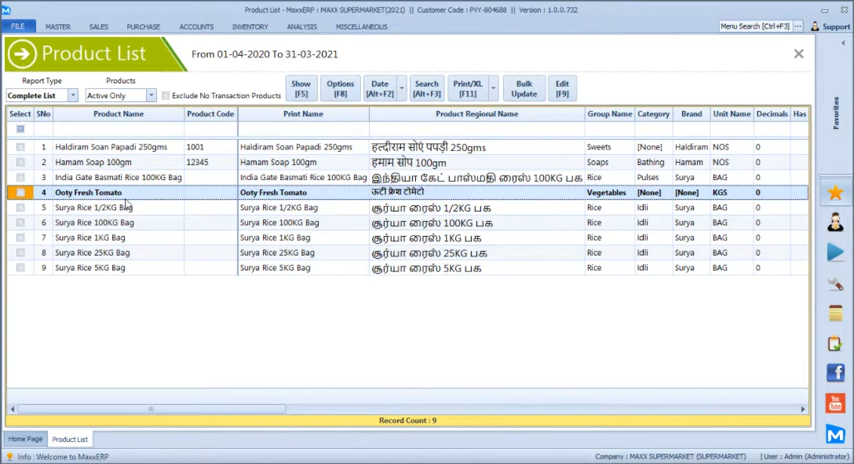 Product List - MaxxERP :: MAXX SUPERMARKET(2021) || Customer Code : PVY-804688 || Version : 1.0.0.732
FILE MASTER SALES PURCHASE ACCOUNTS INVENTORY ANALYSIS MISCELLANEOUS Menu Search [Ctrl+F3] ... Support
Product List From 01-04-2020 To 31-03-2021
Report Type Products
Complete List Active Only Exclude No Transaction Products
Show [F5] Options [F8] Date [Alt+F2] Search [Alt+F3] Print/XL [F11] Bulk Update Edit [F9]
Favorites
Select SNo Product Name Product Code Print Name Product Regional Name Group Name Category Brand Unit Name Decimals Has
1 Haldiram Soan Papadi 250gms 1001 Haldiram Soan Papadi 250gms हल्दीराम सोएं पपड़ी 250gms Sweets [None] Haldiram NOS 0
2 Hamam Soap 100gm 12345 Hamam Soap 100gm हमाम सोप 100gm Soaps Bathing Hamam NOS 0
3 India Gate Basmati Rice 100KG Bag India Gate Basmati Rice 100KG Bag இந்தியா கேட் பாஸ்மதி ரைஸ் 100KG பக Rice Pulses Surya BAG 0
4 Ooty Fresh Tomato Ooty Fresh Tomato ऊटी फ्रेश टोमेटो Vegetables [None] [None] KGS 0
5 Surya Rice 1/2KG Bag Surya Rice 1/2KG Bag சூர்யா ரைஸ் 1/2KG பக Rice Idli Surya BAG 0
6 Surya Rice 100KG Bag Surya Rice 100KG Bag சூர்யா ரைஸ் 100KG பக Rice Idli Surya BAG 0
7 Surya Rice 1KG Bag Surya Rice 1KG Bag சூர்யா ரைஸ் 1KG பக Rice Idli Surya BAG 0
8 Surya Rice 25KG Bag Surya Rice 25KG Bag சூர்யா ரைஸ் 25KG பக Rice Idli Surya BAG 0
9 Surya Rice 5KG Bag Surya Rice 5KG Bag சூர்யா ரைஸ் 5KG பக Rice Idli Surya BAG 0
Record Count : 9
Home Page Product List
Info : Welcome to MaxxERP Company : MAXX SUPERMARKET (SUPERMARKET) User : Admin (Administrator)